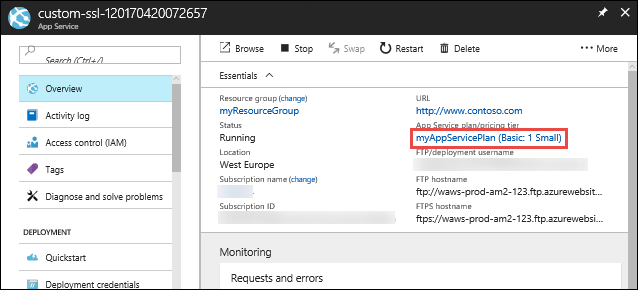 custom-ssl-120170420072657
App Service
Search (Ctrl+/)
Overview
Activity log
Access control (IAM)
Tags
Diagnose and solve problems
DEPLOYMENT
Quickstart
Deployment credentials
Browse
Stop
Swap
Restart
Delete
··· More
Essentials
Resource group (change)
myResourceGroup
Status
Running
Location
West Europe
Subscription name (change)
Subscription ID
URL
http://www.contoso.com
App Service plan/pricing tier
myAppServicePlan (Basic: 1 Small)
FTP/deployment username
FTP hostname
ftp://waws-prod-am2-123.ftp.azurewebsit...
FTPS hostname
ftps://waws-prod-am2-123.ftp.azurewebsi...
Monitoring
Requests and errors